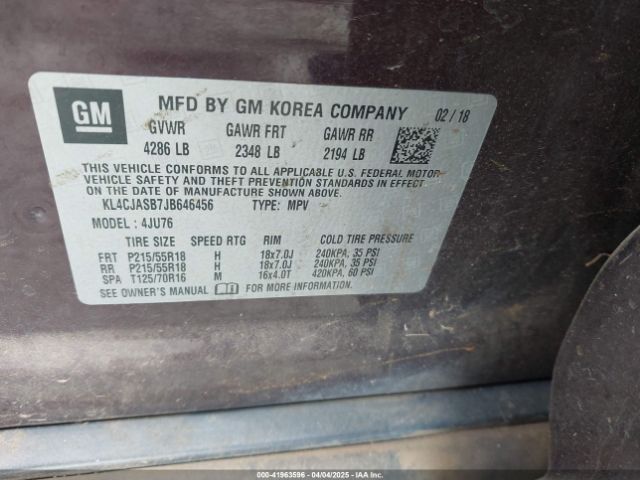 GM
MFD BY GM KOREA COMPANY 02/18
GVWR GAWR FRT GAWR RR
4286 LB 2348 LB 2194 LB
THIS VEHICLE CONFORMS TO ALL APPLICABLE U.S. FEDERAL MOTOR
VEHICLE SAFETY AND THEFT PREVENTION STANDARDS IN EFFECT
ON THE DATE OF MANUFACTURE SHOWN ABOVE.
KL4CJASB7JB646456 TYPE: MPV
MODEL: 4JU76
TIRE SIZE SPEED RTG RIM COLD TIRE PRESSURE
FRT P215/55R18 H 18x7.0J 240KPA, 35 PSI
RR P215/55R18 H 18x7.0J 240KPA, 35 PSI
SPA T125/70R16 M 16x4.0T 420KPA, 60 PSI
SEE OWNER'S MANUAL FOR MORE INFORMATION.
000-41963596 - 04/04/2025 - IAAI.COM